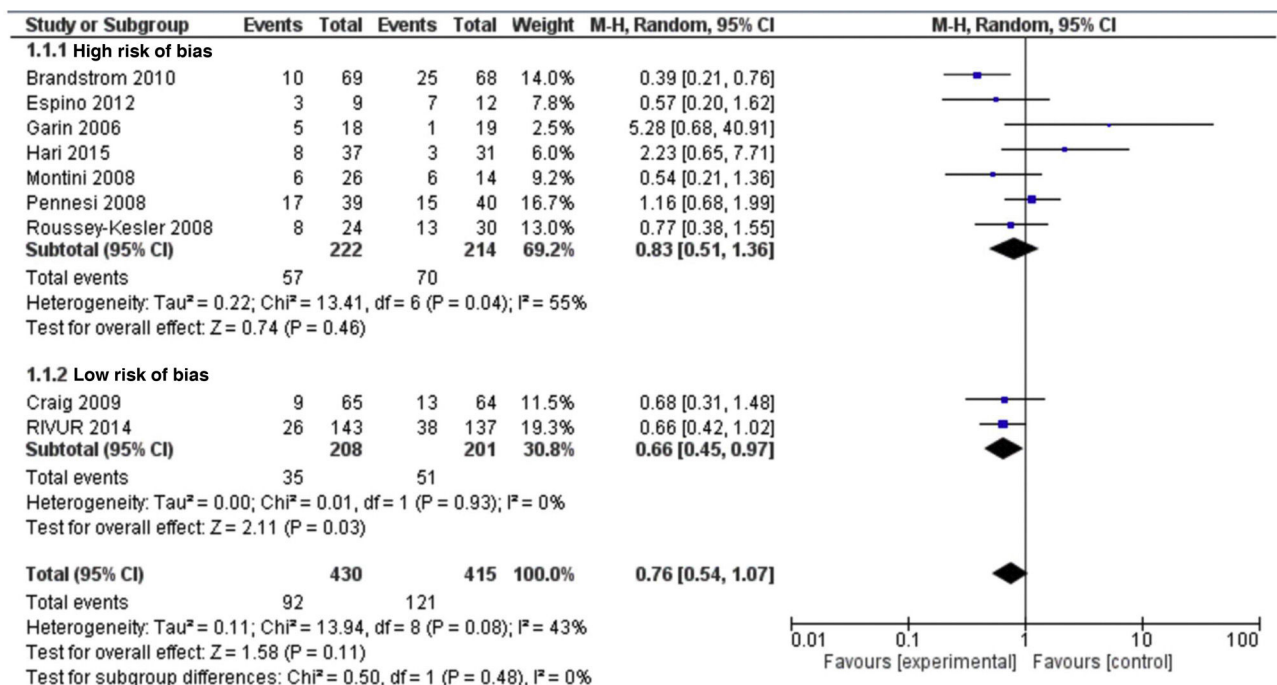 Study or Subgroup Events Total Events Total Weight M-H, Random, 95% CI M-H, Random, 95% CI
1.1.1 High risk of bias
Brandstrom 2010 10 69 25 68 14.0% 0.39 [0.21, 0.76]
Espino 2012 3 9 7 12 7.8% 0.57 [0.20, 1.62]
Garin 2006 5 18 1 19 2.5% 5.28 [0.68, 40.91]
Hari 2015 8 37 3 31 6.0% 2.23 [0.65, 7.71]
Montini 2008 6 26 6 14 9.2% 0.54 [0.21, 1.36]
Pennesi 2008 17 39 15 40 16.7% 1.16 [0.68, 1.99]
Roussey-Kesler 2008 8 24 13 30 13.0% 0.77 [0.38, 1.55]
Subtotal (95% CI) 222 214 69.2% 0.83 [0.51, 1.36]
Total events 57 70
Heterogeneity: Tau² = 0.22; Chi² = 13.41, df = 6 (P = 0.04); I² = 55%
Test for overall effect: Z = 0.74 (P = 0.46)
1.1.2 Low risk of bias
Craig 2009 9 65 13 64 11.5% 0.68 [0.31, 1.48]
RIVUR 2014 26 143 38 137 19.3% 0.66 [0.42, 1.02]
Subtotal (95% CI) 208 201 30.8% 0.66 [0.45, 0.97]
Total events 35 51
Heterogeneity: Tau² = 0.00; Chi² = 0.01, df = 1 (P = 0.93); I² = 0%
Test for overall effect: Z = 2.11 (P = 0.03)
Total (95% CI) 430 415 100.0% 0.76 [0.54, 1.07]
Total events 92 121
Heterogeneity: Tau² = 0.11; Chi² = 13.94, df = 8 (P = 0.08); I² = 43%
Test for overall effect: Z = 1.58 (P = 0.11)
Test for subgroup differences: Chi² = 0.50, df = 1 (P = 0.48), I² = 0%
0.01 0.1 1 10 100
Favours [experimental] Favours [control]